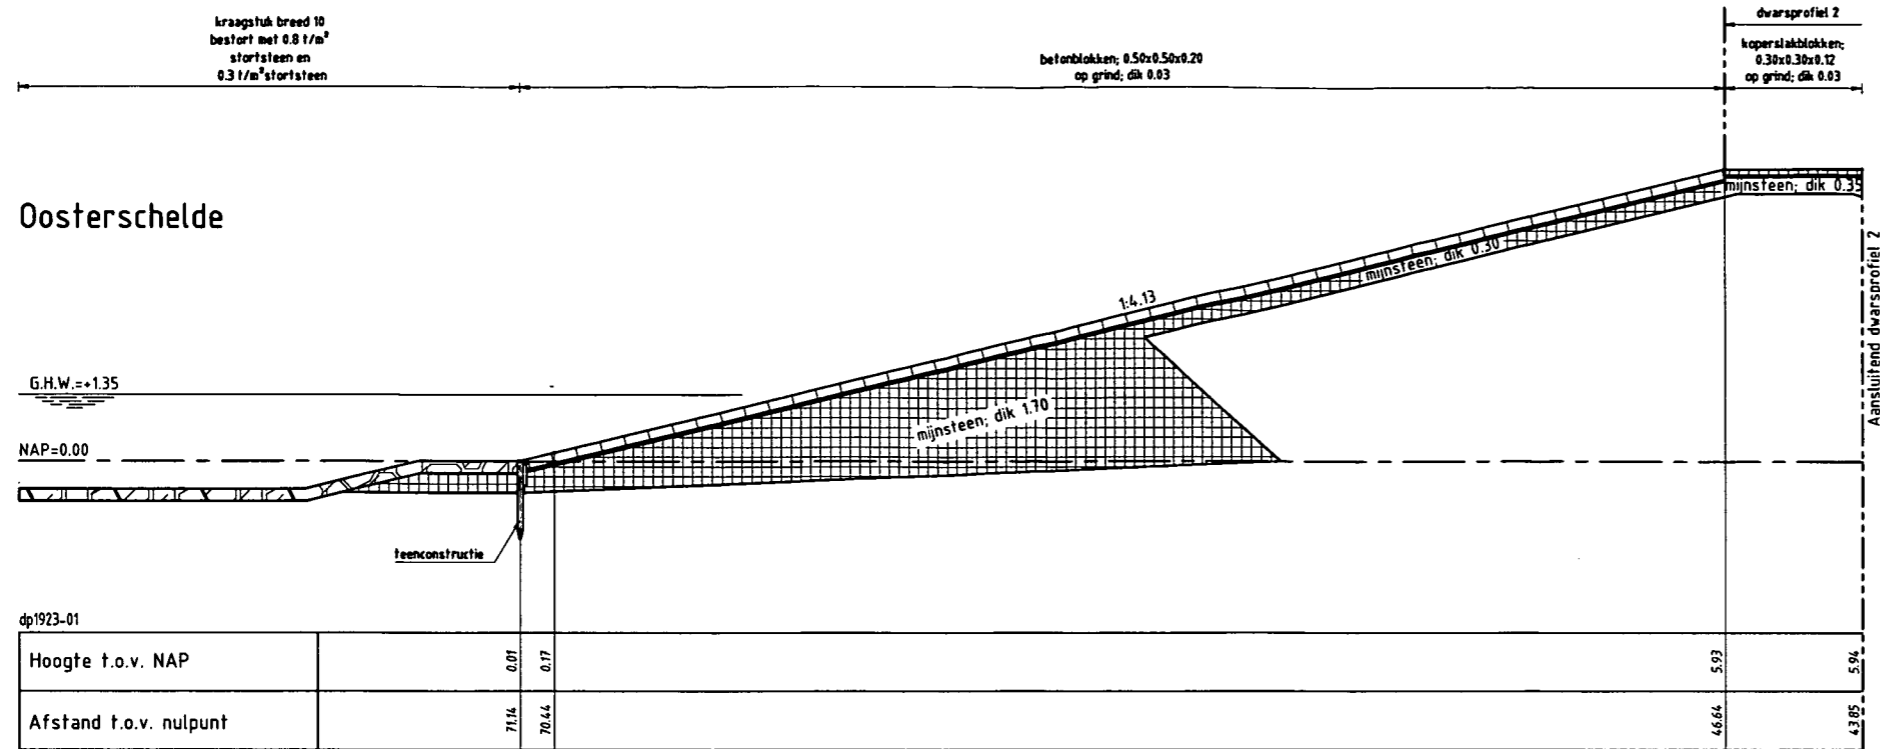 kraagstuk breed 10
bestort met 0.8 t/m²
stortsteen en
0.3 t/m² stortsteen
betonblokken; 0.50x0.50x0.20
op grind; dik 0.03
dwarsprofiel 2
koperslakblokken;
0.30x0.30x0.12
op grind; dik 0.03
Oosterschelde
mijnsteen; dik 0.35
mijnsteen; dik 0.30
1:4.13
Aansluitend dwarsprofiel 2
G.H.W.=+1.35
mijnsteen; dik 1.70
NAP=0.00
teenconstructie
dp1923-01
Hoogte t.o.v. NAP 0.01 0.17 5.93 5.94
Afstand t.o.v. nulpunt 71.14 70.44 46.64 43.85